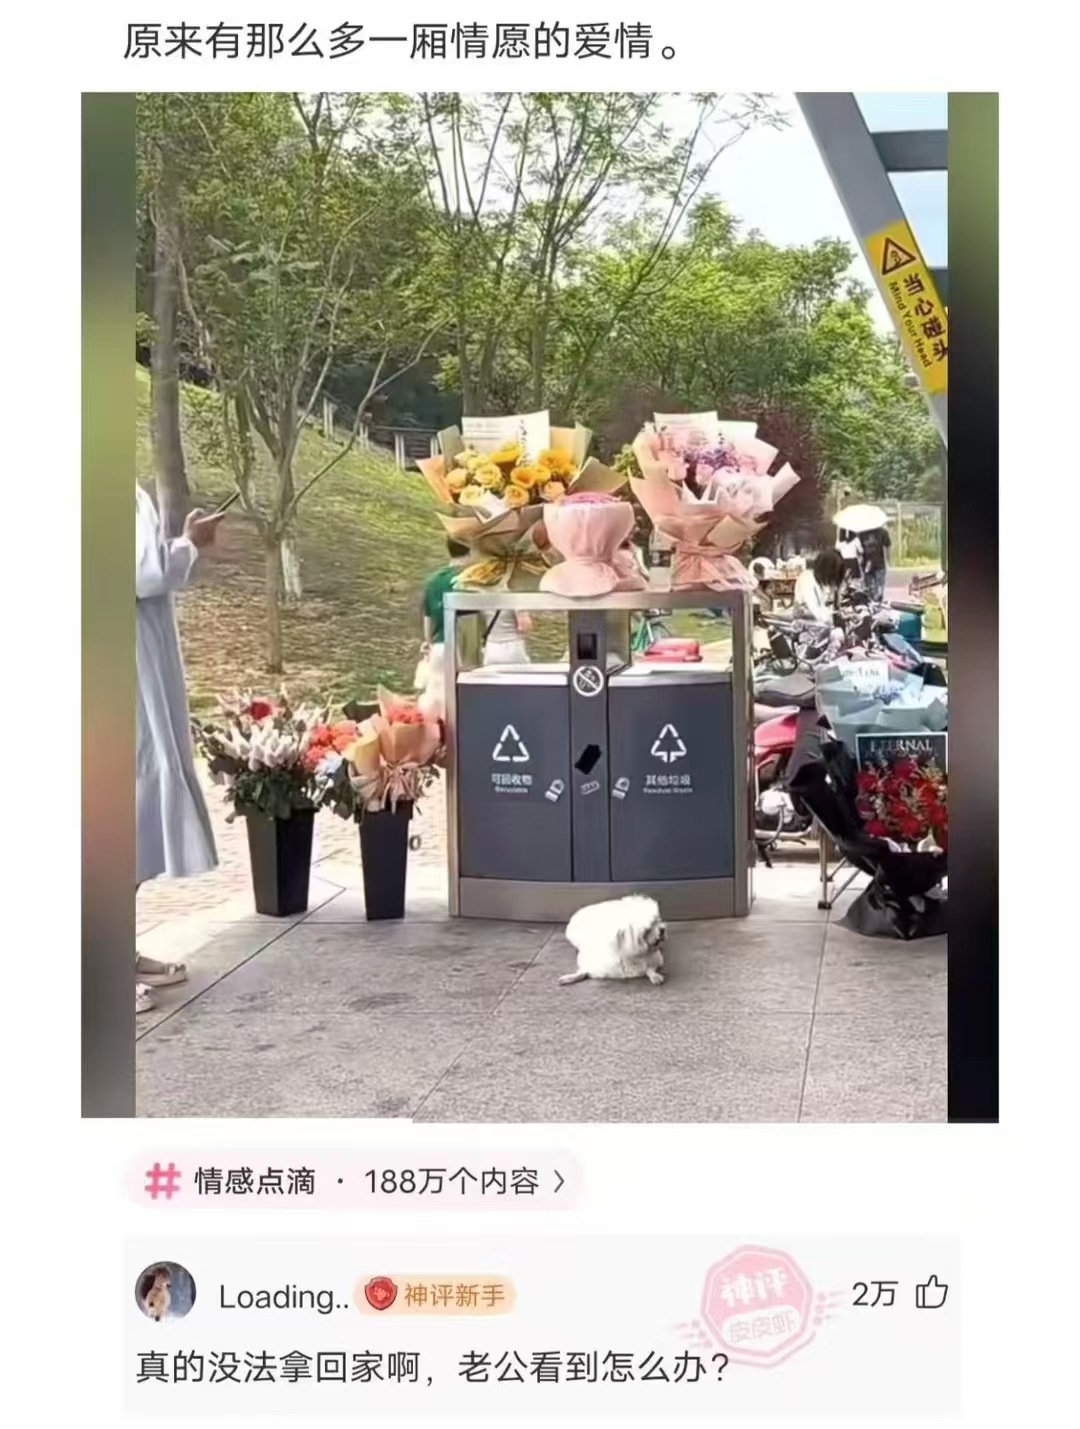 原来有那么多一厢情愿的爱情。
当心碰头
Mind Your Head
可回收物
Recyclable
其他垃圾
Residual Waste
ETERNAL
情感点滴 · 188万个内容
Loading..
神评新手
神评
皮皮虾
2万
真的没法拿回家啊，老公看到怎么办？